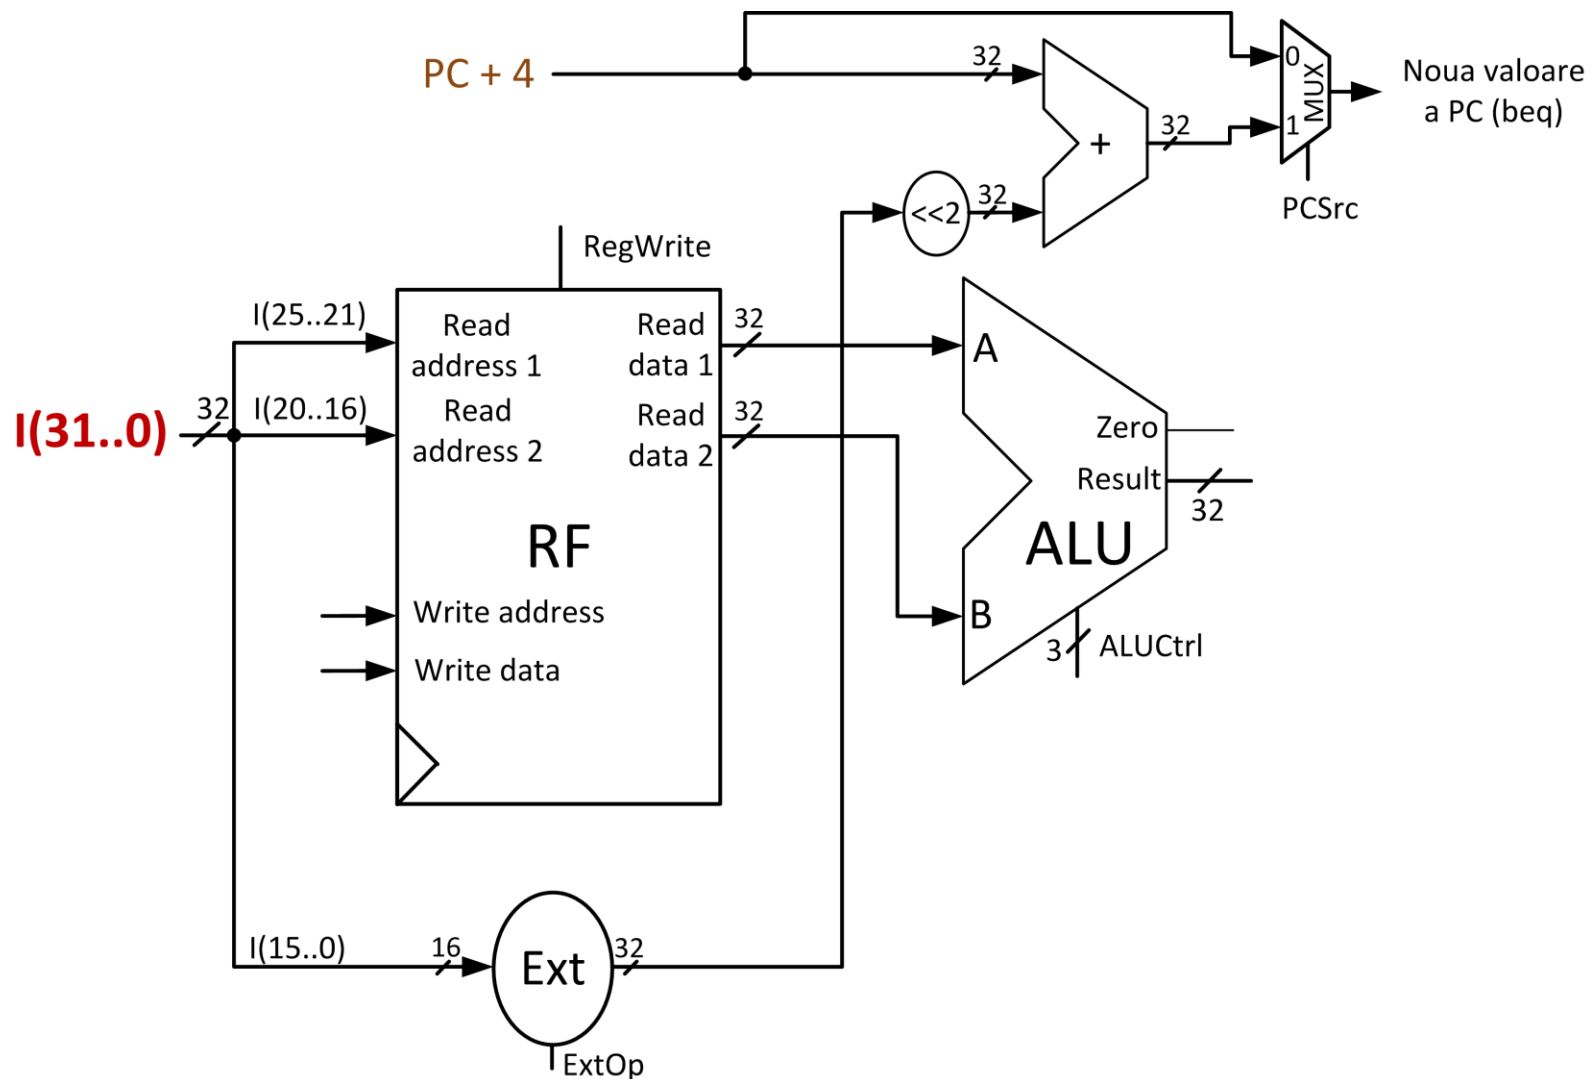 PC + 4
32
32
0
1
MUX
Noua valoare
a PC (beq)
+
<<2
32
PCSrc
RegWrite
I(25..21)
I(20..16)
I(31..0)
32
Read
address 1
Read
data 1
32
Read
address 2
Read
data 2
32
RF
Write address
Write data
A
B
Zero
Result
32
ALU
3
ALUCtrl
I(15..0)
16
Ext
32
ExtOp